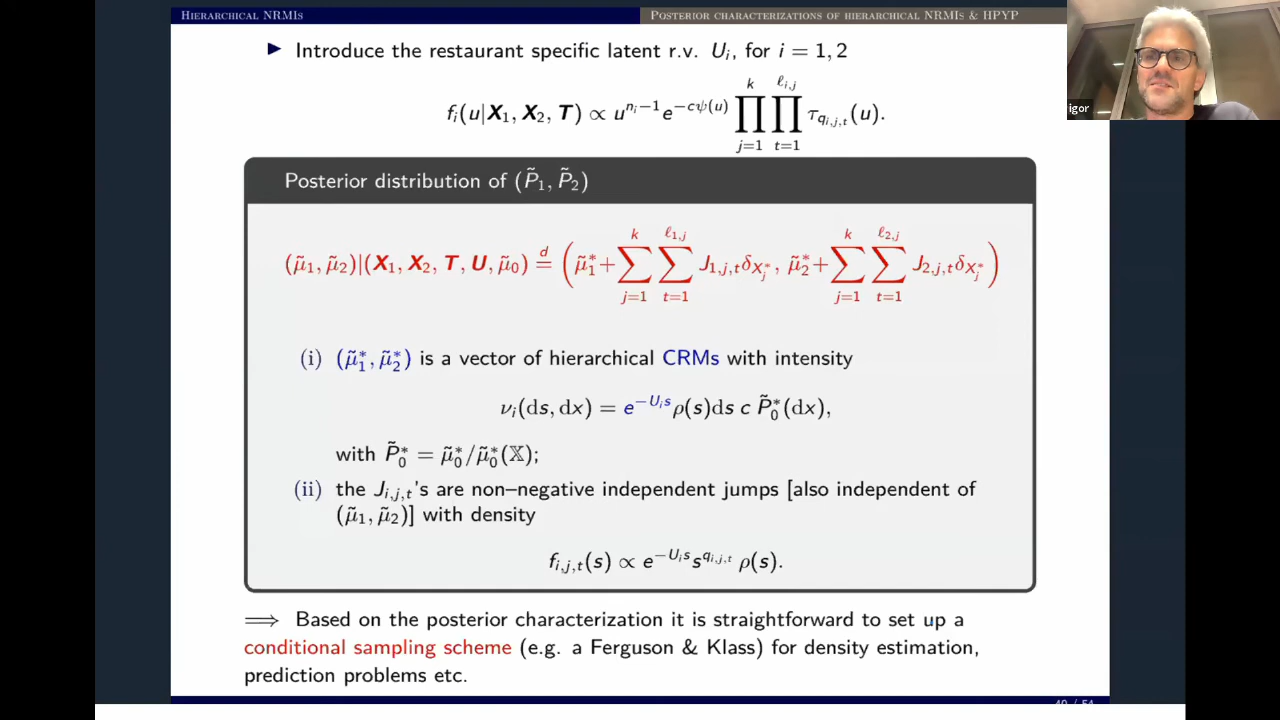 Hierarchical NRMIs
Posterior characterizations of hierarchical NRMIs & HPYP
▶ Introduce the restaurant specific latent r.v. U_i, for i = 1, 2
f_i(u|X_1, X_2, T) ∝ u^{n_i−1} e^{−cψ(u)} ∏_{j=1}^{k} ∏_{t=1}^{ℓ_{i,j}} τ_{q_{i,j,t}}(u).
Posterior distribution of (P̃_1, P̃_2)
(μ̃_1, μ̃_2)|(X_1, X_2, T, U, μ̃_0) \overset{d}{=} (μ̃_1^* + ∑_{j=1}^{k} ∑_{t=1}^{ℓ_{1,j}} J_{1,j,t} δ_{X_j^*}, μ̃_2^* + ∑_{j=1}^{k} ∑_{t=1}^{ℓ_{2,j}} J_{2,j,t} δ_{X_j^*})
(i) (μ̃_1^*, μ̃_2^*) is a vector of hierarchical CRMs with intensity
ν_i(ds, dx) = e^{−U_i s} ρ(s)ds c P̃_0^*(dx),
with P̃_0^* = μ̃_0^*/μ̃_0^*(𝕏);
(ii) the J_{i,j,t}'s are non–negative independent jumps [also independent of
(μ̃_1, μ̃_2)] with density
f_{i,j,t}(s) ∝ e^{−U_i s} s^{q_{i,j,t}} ρ(s).
⟹ Based on the posterior characterization it is straightforward to set up a
conditional sampling scheme (e.g. a Ferguson & Klass) for density estimation,
prediction problems etc.
igor